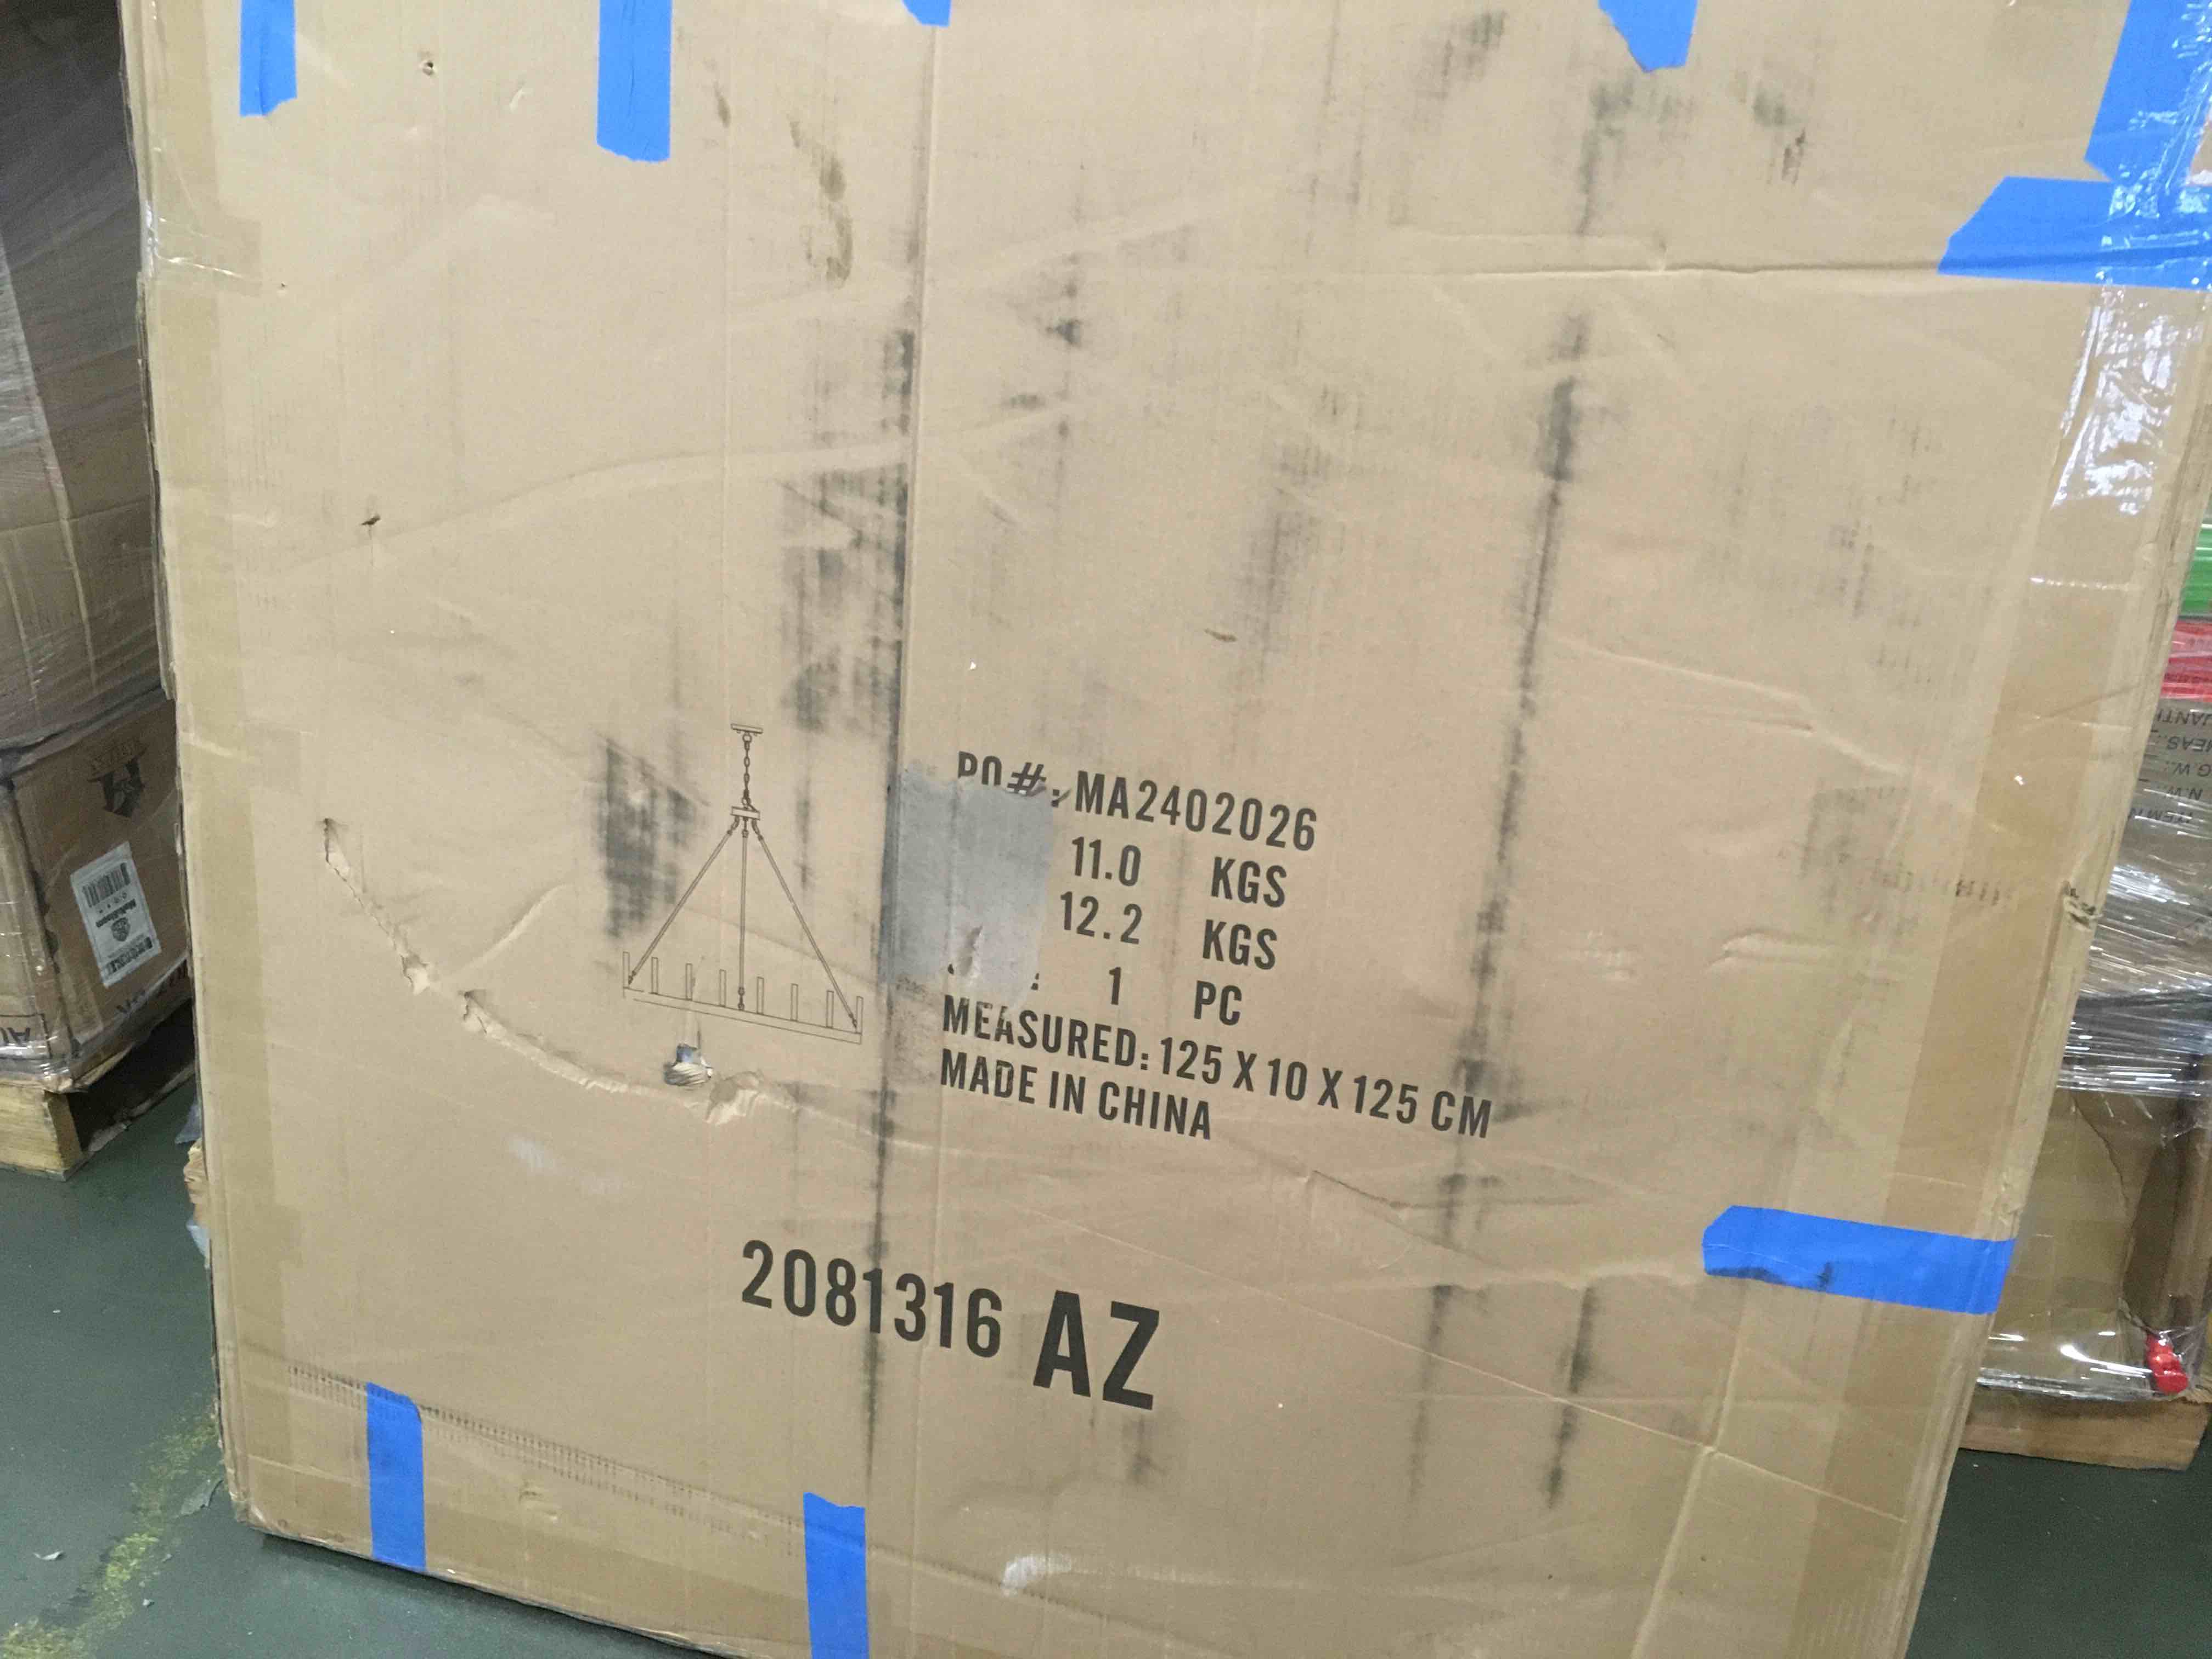 PO#: MA2402026
11.0 KGS
12.2 KGS
: 1 PC
MEASURED: 125 X 10 X 125 CM
MADE IN CHINA
2081316 AZ